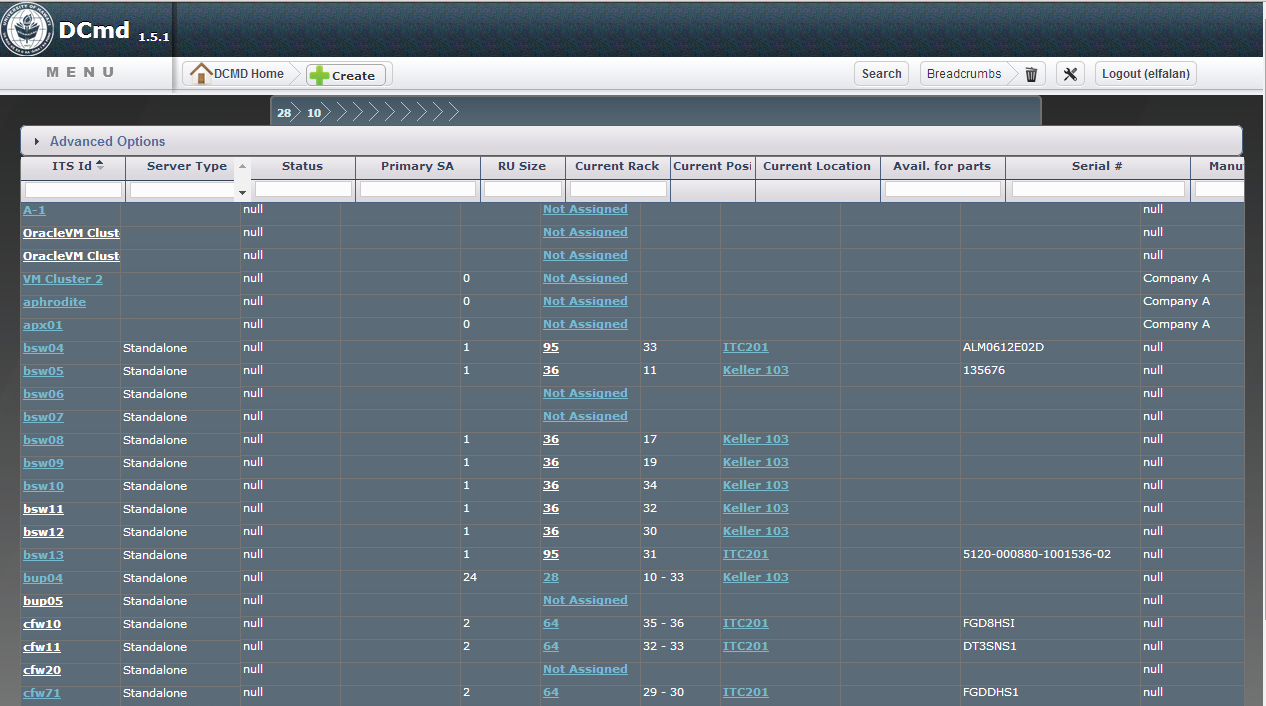 DCmd 1.5.1
MENU DCMD Home Create Search Breadcrumbs Logout (elfalan)
28 10
Advanced Options
ITS Id Server Type Status Primary SA RU Size Current Rack Current Posi Current Location Avail. for parts Serial # Manu
A-1 null Not Assigned null
OracleVM Clust null Not Assigned null
OracleVM Clust null Not Assigned null
VM Cluster 2 null 0 Not Assigned Company A
aphrodite null 0 Not Assigned Company A
apx01 null 0 Not Assigned Company A
bsw04 Standalone null 1 95 33 ITC201 ALM0612E02D null
bsw05 Standalone null 1 36 11 Keller 103 135676 null
bsw06 Standalone null Not Assigned null
bsw07 Standalone null Not Assigned null
bsw08 Standalone null 1 36 17 Keller 103 null
bsw09 Standalone null 1 36 19 Keller 103 null
bsw10 Standalone null 1 36 34 Keller 103 null
bsw11 Standalone null 1 36 32 Keller 103 null
bsw12 Standalone null 1 36 30 Keller 103 null
bsw13 Standalone null 1 95 31 ITC201 5120-000880-1001536-02 null
bup04 Standalone null 24 28 10 - 33 Keller 103 null
bup05 Standalone null Not Assigned null
cfw10 Standalone null 2 64 35 - 36 ITC201 FGD8HSI null
cfw11 Standalone null 2 64 32 - 33 ITC201 DT3SNS1 null
cfw20 Standalone null Not Assigned null
cfw71 Standalone null 2 64 29 - 30 ITC201 FGDDHS1 null